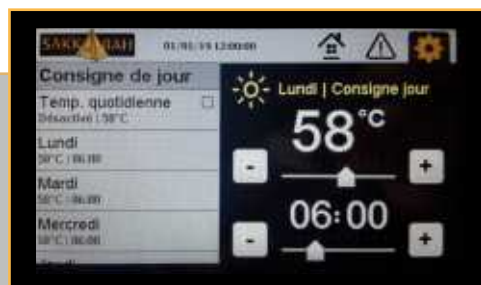 01/01/19 12:00:00
Consigne de jour
Temp. quotidienne
Désactivé | 58°C
Lundi
58°C | 06:00
Mardi
58°C | 06:00
Mercredi
58°C | 06:00
Lundi | Consigne jour
58°C
- +
06:00
- +